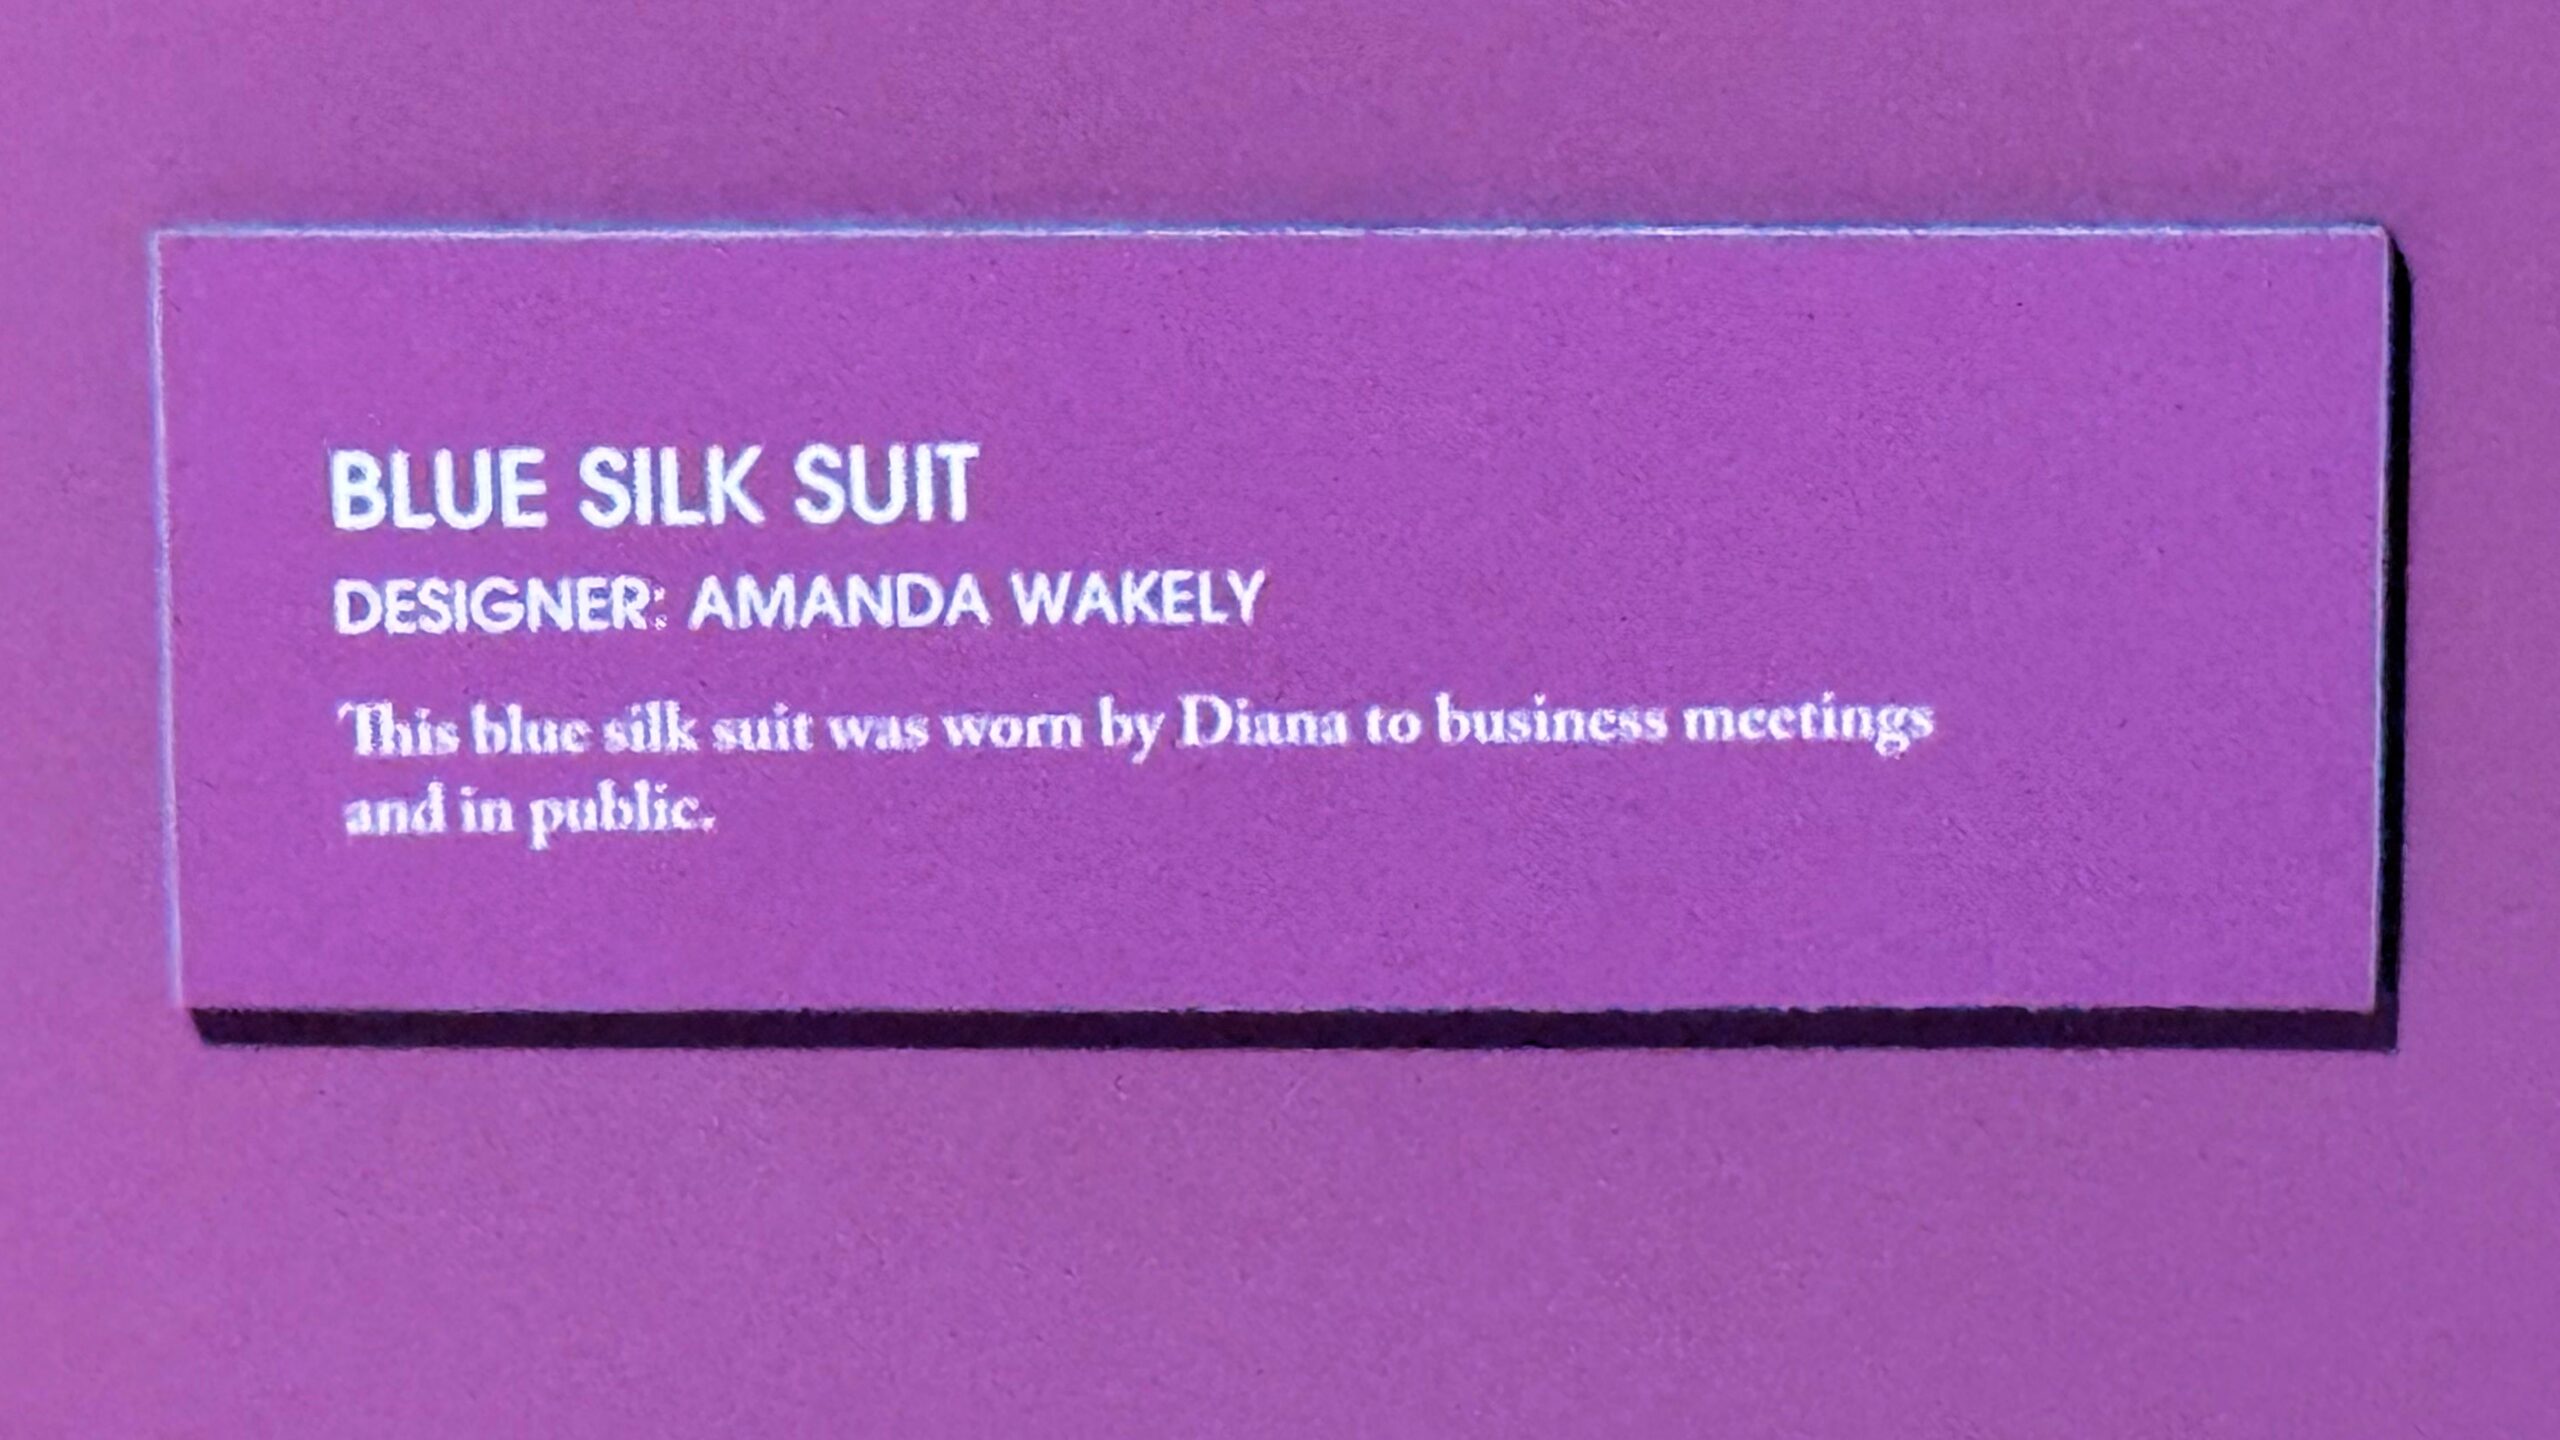 BLUE SILK SUIT
DESIGNER: AMANDA WAKELY
This blue silk suit was worn by Diana to business meetings
and in public.